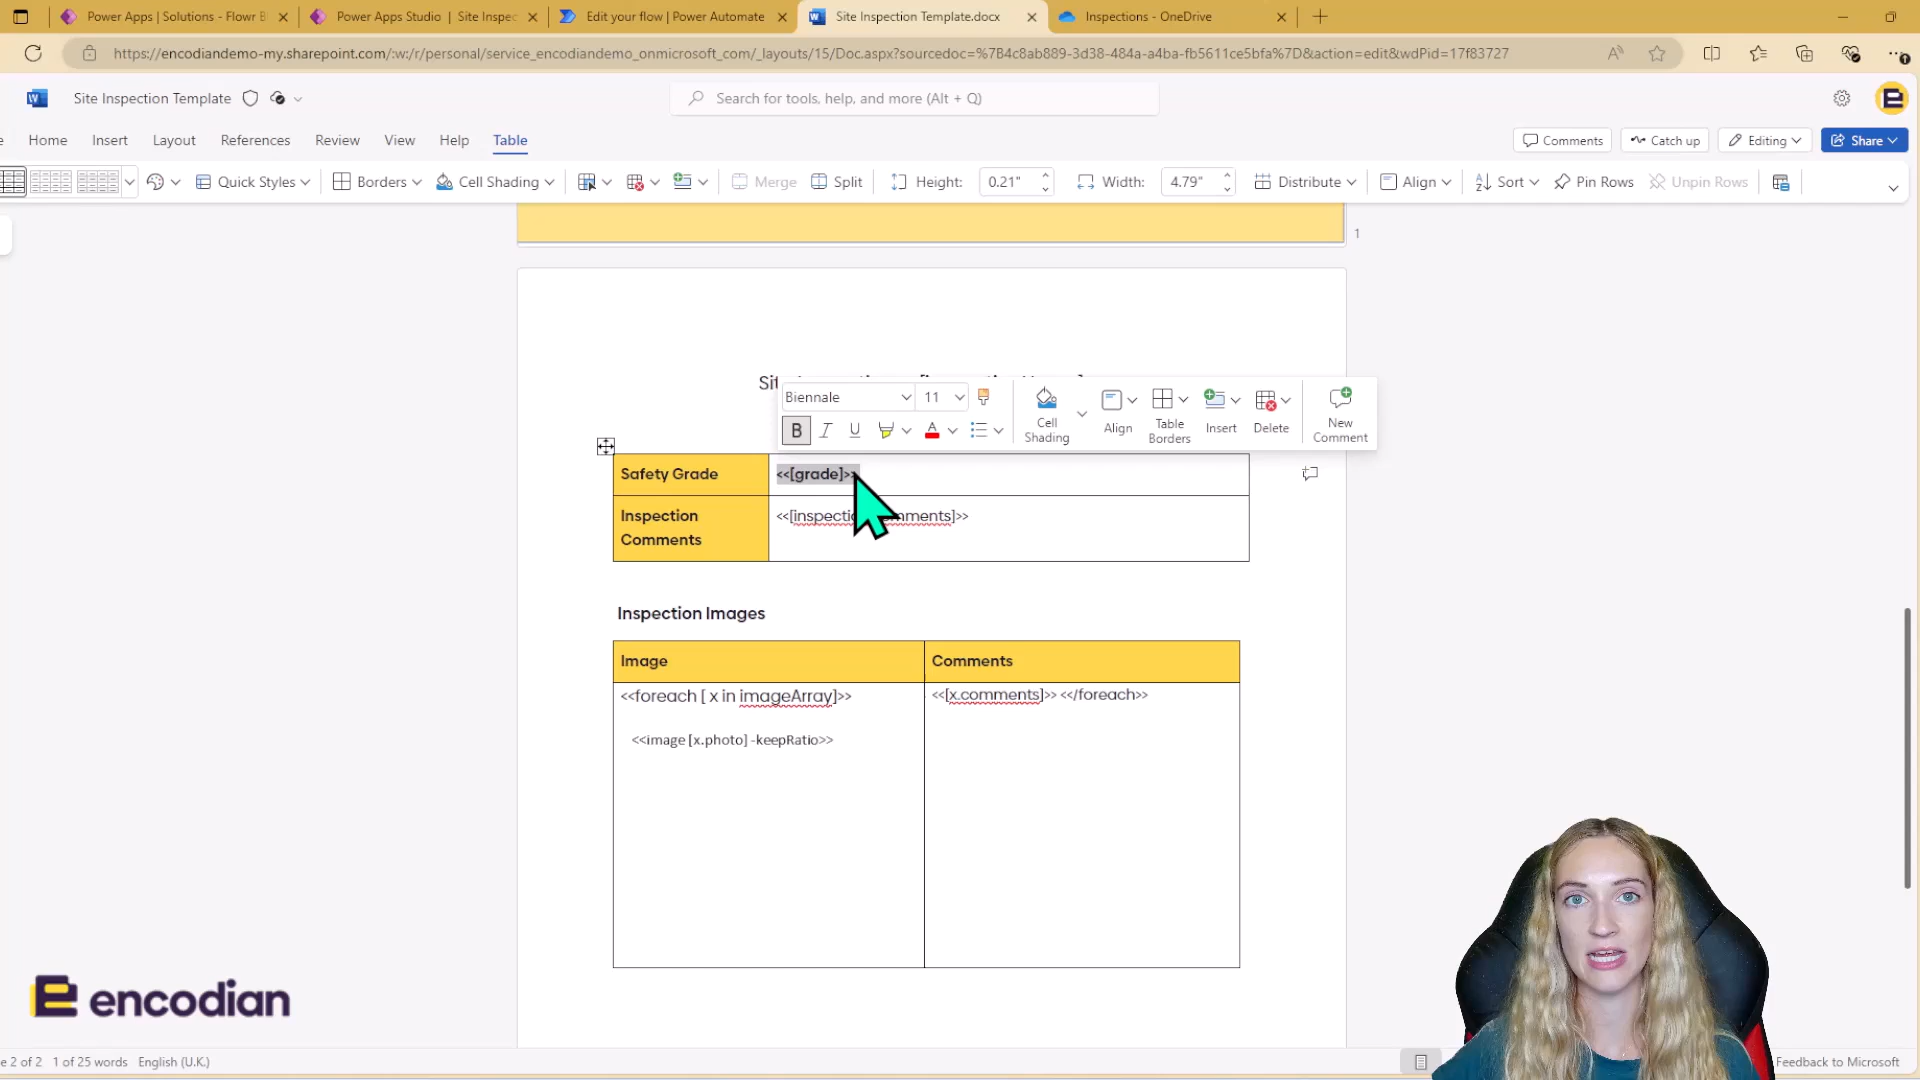 Power Apps | Solutions - Flowr B
Power Apps Studio | Site Inspec
Edit your flow | Power Automate
Site Inspection Template.docx
Inspections - OneDrive
https://encodiandemo-my.sharepoint.com/:w:/r/personal/service_encodiandemo_onmicrosoft_com/_layouts/15/Doc.aspx?sourcedoc=%7B4c8ab889-3d38-484a-a4ba-fb5611ce5bfa%7D&action=edit&wdPid=17f83727
Site Inspection Template
Search for tools, help, and more (Alt + Q)
e Home Insert Layout References Review View Help Table
Comments Catch up Editing Share
Quick Styles Borders Cell Shading Merge Split Height: 0.21" Width: 4.79" Distribute Align Sort Pin Rows Unpin Rows
1
Biennale 11
B I U A
Cell Shading Align Table Borders Insert Delete New Comment
Safety Grade <<[grade]>>
Inspection <<[inspecti mments]>>
Comments
Inspection Images
Image Comments
<<foreach [ x in imageArray]>> <<[x.comments]>> <</foreach>>
<<image [x.photo] -keepRatio>>
encodian
e 2 of 2 1 of 25 words English (U.K.)
Feedback to Microsoft